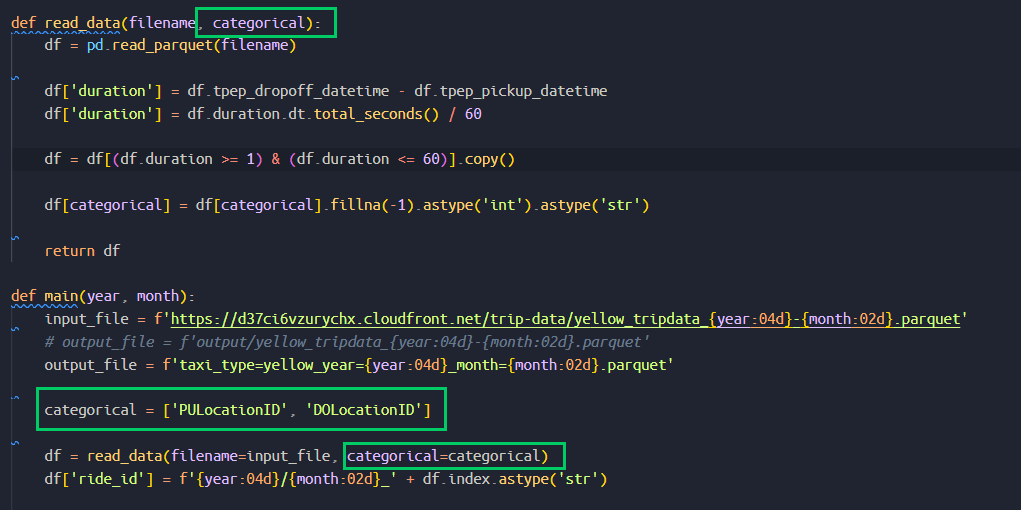 def read_data(filename, categorical):
    df = pd.read_parquet(filename)
    df['duration'] = df.tpep_dropoff_datetime - df.tpep_pickup_datetime
    df['duration'] = df.duration.dt.total_seconds() / 60
    df = df[(df.duration >= 1) & (df.duration <= 60)].copy()
    df[categorical] = df[categorical].fillna(-1).astype('int').astype('str')
    return df
def main(year, month):
    input_file = f'https://d37ci6vzurychx.cloudfront.net/trip-data/yellow_tripdata_{year:04d}-{month:02d}.parquet'
    # output_file = f'output/yellow_tripdata_{year:04d}-{month:02d}.parquet'
    output_file = f'taxi_type=yellow_year={year:04d}_month={month:02d}.parquet'
    categorical = ['PULocationID', 'DOLocationID']
    df = read_data(filename=input_file, categorical=categorical)
    df['ride_id'] = f'{year:04d}/{month:02d}_' + df.index.astype('str')